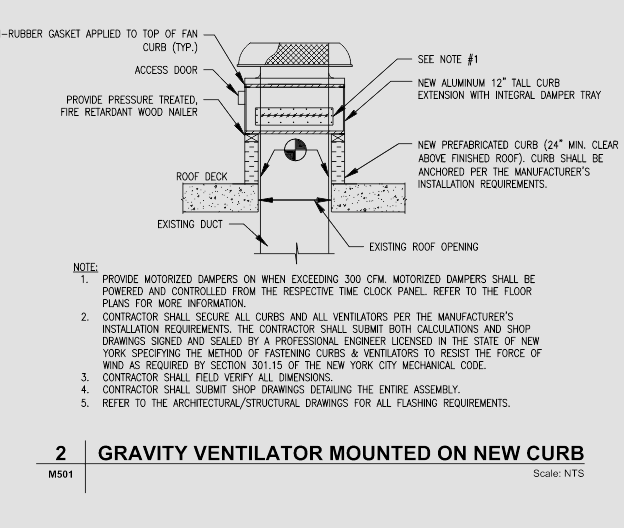 -RUBBER GASKET APPLIED TO TOP OF FAN
CURB (TYP.)
ACCESS DOOR
PROVIDE PRESSURE TREATED,
FIRE RETARDANT WOOD NAILER
SEE NOTE #1
NEW ALUMINUM 12" TALL CURB
EXTENSION WITH INTEGRAL DAMPER TRAY
NEW PREFABRICATED CURB (24" MIN. CLEAR
ABOVE FINISHED ROOF). CURB SHALL BE
ANCHORED PER THE MANUFACTURER'S
INSTALLATION REQUIREMENTS.
ROOF DECK
EXISTING DUCT
EXISTING ROOF OPENING
NOTE:
1. PROVIDE MOTORIZED DAMPERS ON WHEN EXCEEDING 300 CFM. MOTORIZED DAMPERS SHALL BE
POWERED AND CONTROLLED FROM THE RESPECTIVE TIME CLOCK PANEL. REFER TO THE FLOOR
PLANS FOR MORE INFORMATION.
2. CONTRACTOR SHALL SECURE ALL CURBS AND ALL VENTILATORS PER THE MANUFACTURER'S
INSTALLATION REQUIREMENTS. THE CONTRACTOR SHALL SUBMIT BOTH CALCULATIONS AND SHOP
DRAWINGS SIGNED AND SEALED BY A PROFESSIONAL ENGINEER LICENSED IN THE STATE OF NEW
YORK SPECIFYING THE METHOD OF FASTENING CURBS & VENTILATORS TO RESIST THE FORCE OF
WIND AS REQUIRED BY SECTION 301.15 OF THE NEW YORK CITY MECHANICAL CODE.
3. CONTRACTOR SHALL FIELD VERIFY ALL DIMENSIONS.
4. CONTRACTOR SHALL SUBMIT SHOP DRAWINGS DETAILING THE ENTIRE ASSEMBLY.
5. REFER TO THE ARCHITECTURAL/STRUCTURAL DRAWINGS FOR ALL FLASHING REQUIREMENTS.
2 GRAVITY VENTILATOR MOUNTED ON NEW CURB
M501 Scale: NTS